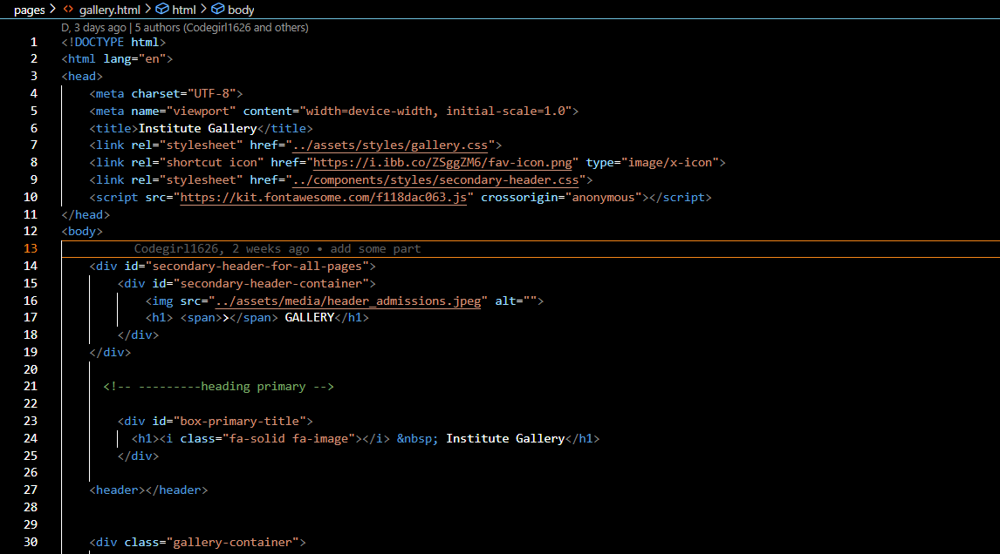 pages > gallery.html > html > body
D, 3 days ago | 5 authors (Codegirl1626 and others)
1 <!DOCTYPE html>
2 <html lang="en">
3 <head>
4 <meta charset="UTF-8">
5 <meta name="viewport" content="width=device-width, initial-scale=1.0">
6 <title>Institute Gallery</title>
7 <link rel="stylesheet" href="../assets/styles/gallery.css">
8 <link rel="shortcut icon" href="https://i.ibb.co/ZSggZM6/fav-icon.png" type="image/x-icon">
9 <link rel="stylesheet" href="../components/styles/secondary-header.css">
10 <script src="https://kit.fontawesome.com/f118dac063.js" crossorigin="anonymous"></script>
11 </head>
12 <body>
13 Codegirl1626, 2 weeks ago • add some part
14 <div id="secondary-header-for-all-pages">
15 <div id="secondary-header-container">
16 <img src="../assets/media/header_admissions.jpeg" alt="">
17 <h1> <span>></span> GALLERY</h1>
18 </div>
19 </div>
20
21 <!-- ---------heading primary -->
22
23 <div id="box-primary-title">
24 <h1><i class="fa-solid fa-image"></i> &nbsp; Institute Gallery</h1>
25 </div>
26
27 <header></header>
28
29
30 <div class="gallery-container">